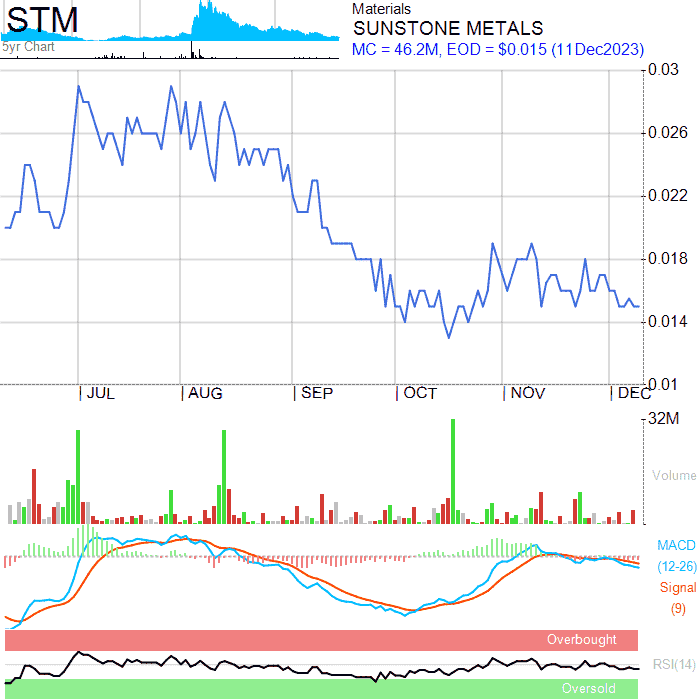 STM
5yr Chart
Materials
SUNSTONE METALS
MC = 46.2M, EOD = $0.015 (11Dec2023)
0.03
0.026
0.022
0.018
0.014
0.01
JUL AUG SEP OCT NOV DEC
32M
Volume
MACD
(12-26)
Signal
(9)
Overbought
RSI(14)
Oversold